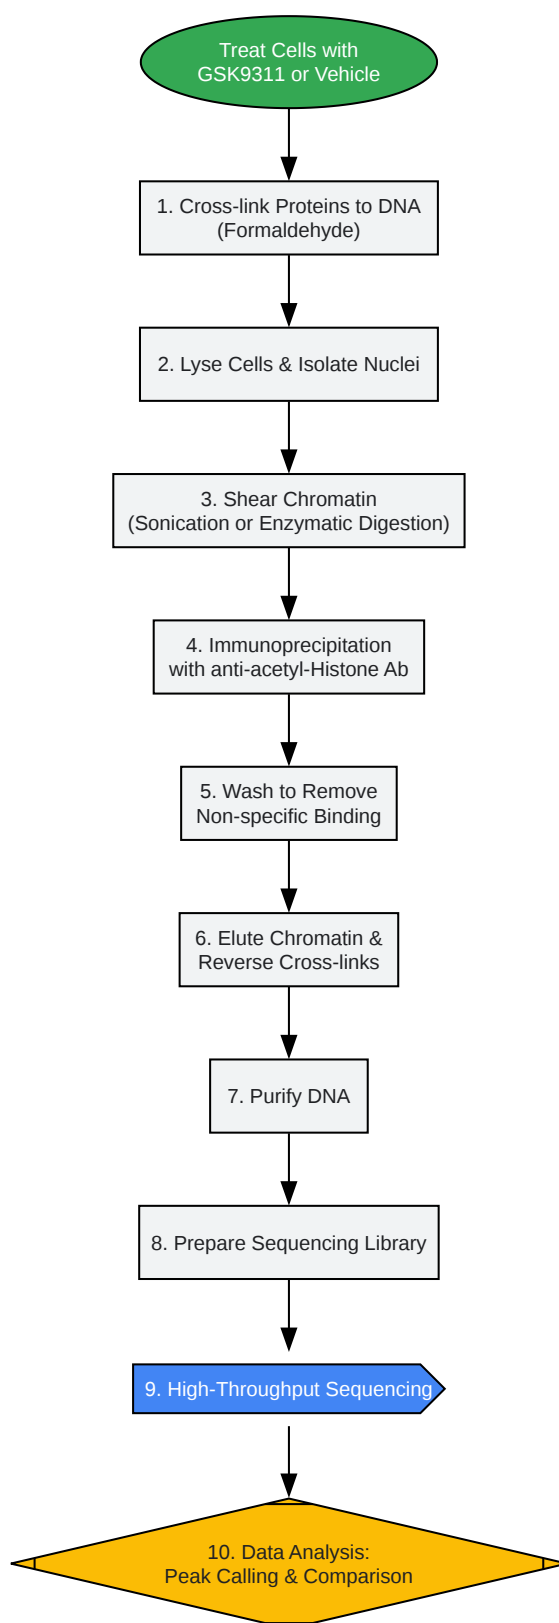 Treat Cells with
GSK9311 or Vehicle
1. Cross-link Proteins to DNA
(Formaldehyde)
2. Lyse Cells & Isolate Nuclei
3. Shear Chromatin
(Sonication or Enzymatic Digestion)
4. Immunoprecipitation
with anti-acetyl-Histone Ab
5. Wash to Remove
Non-specific Binding
6. Elute Chromatin &
Reverse Cross-links
7. Purify DNA
8. Prepare Sequencing Library
9. High-Throughput Sequencing
10. Data Analysis:
Peak Calling & Comparison